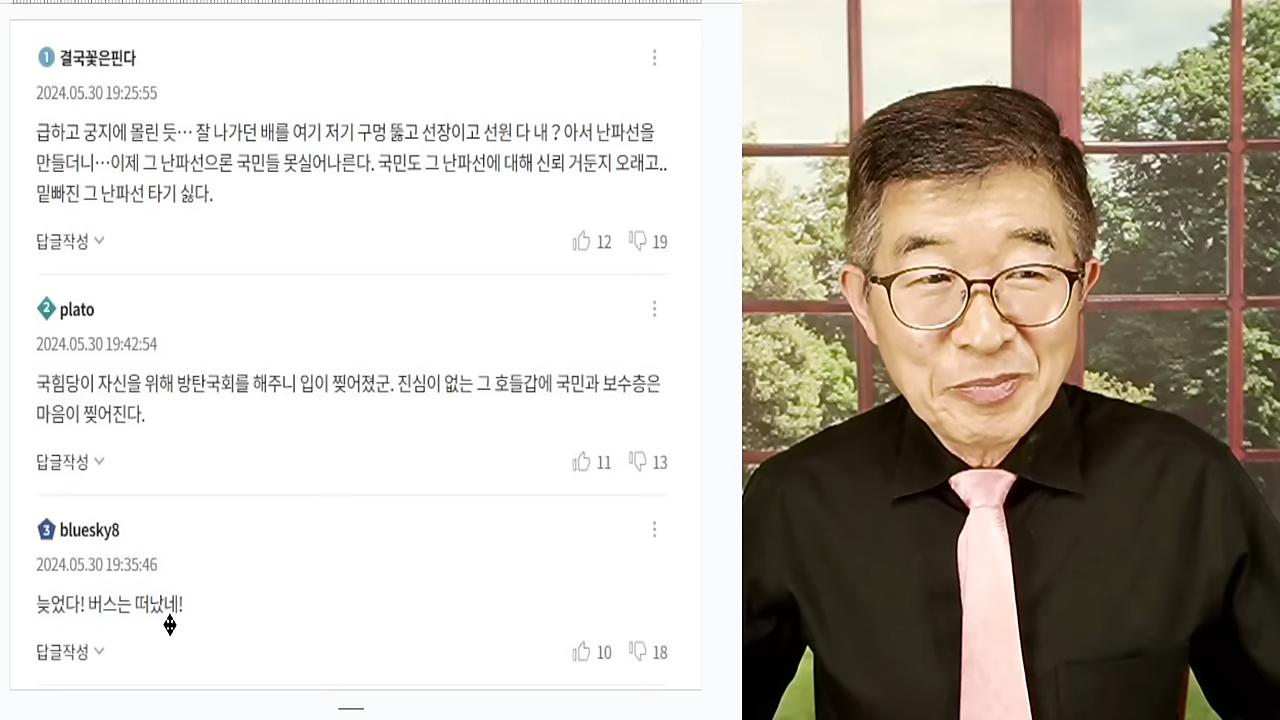 1 결국꽃은핀다
2024.05.30 19:25:55
급하고 궁지에 몰린 듯… 잘 나가던 배를 여기 저기 구멍 뚫고 선장이고 선원 다 내 ? 아서 난파선을
만들더니…이제 그 난파선으론 국민들 못실어나른다. 국민도 그 난파선에 대해 신뢰 거둔지 오래고..
밑빠진 그 난파선 타기 싫다.
답글작성
12 19
2 plato
2024.05.30 19:42:54
국힘당이 자신을 위해 방탄국회를 해주니 입이 찢어졌군. 진심이 없는 그 호들갑에 국민과 보수층은
마음이 찢어진다.
답글작성
11 13
3 bluesky8
2024.05.30 19:35:46
늦었다! 버스는 떠났네!
답글작성
10 18